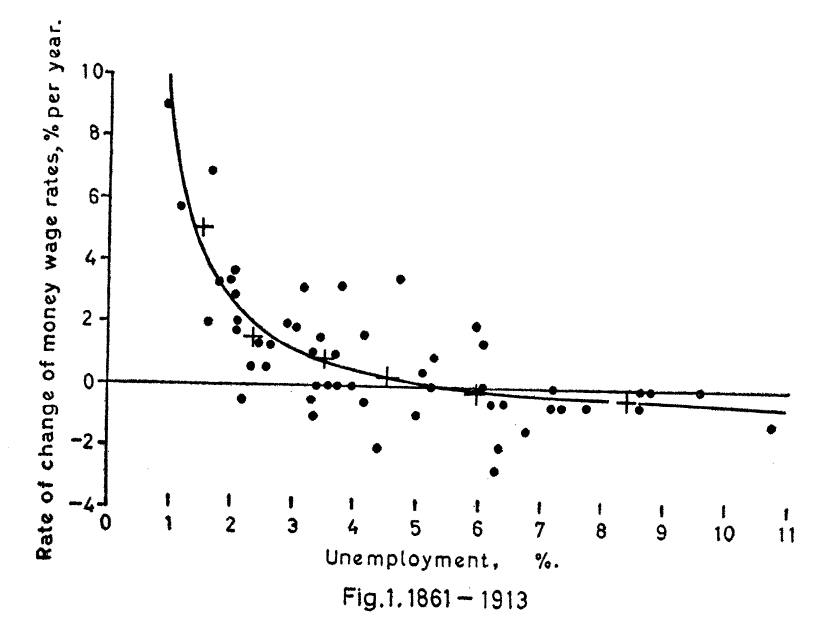 Rate of change of money wage rates, % per year.
10
8
6
4
2
0
-2
-4
0 1 2 3 4 5 6 7 8 9 10 11
Unemployment, %.
Fig.1. 1861 - 1913